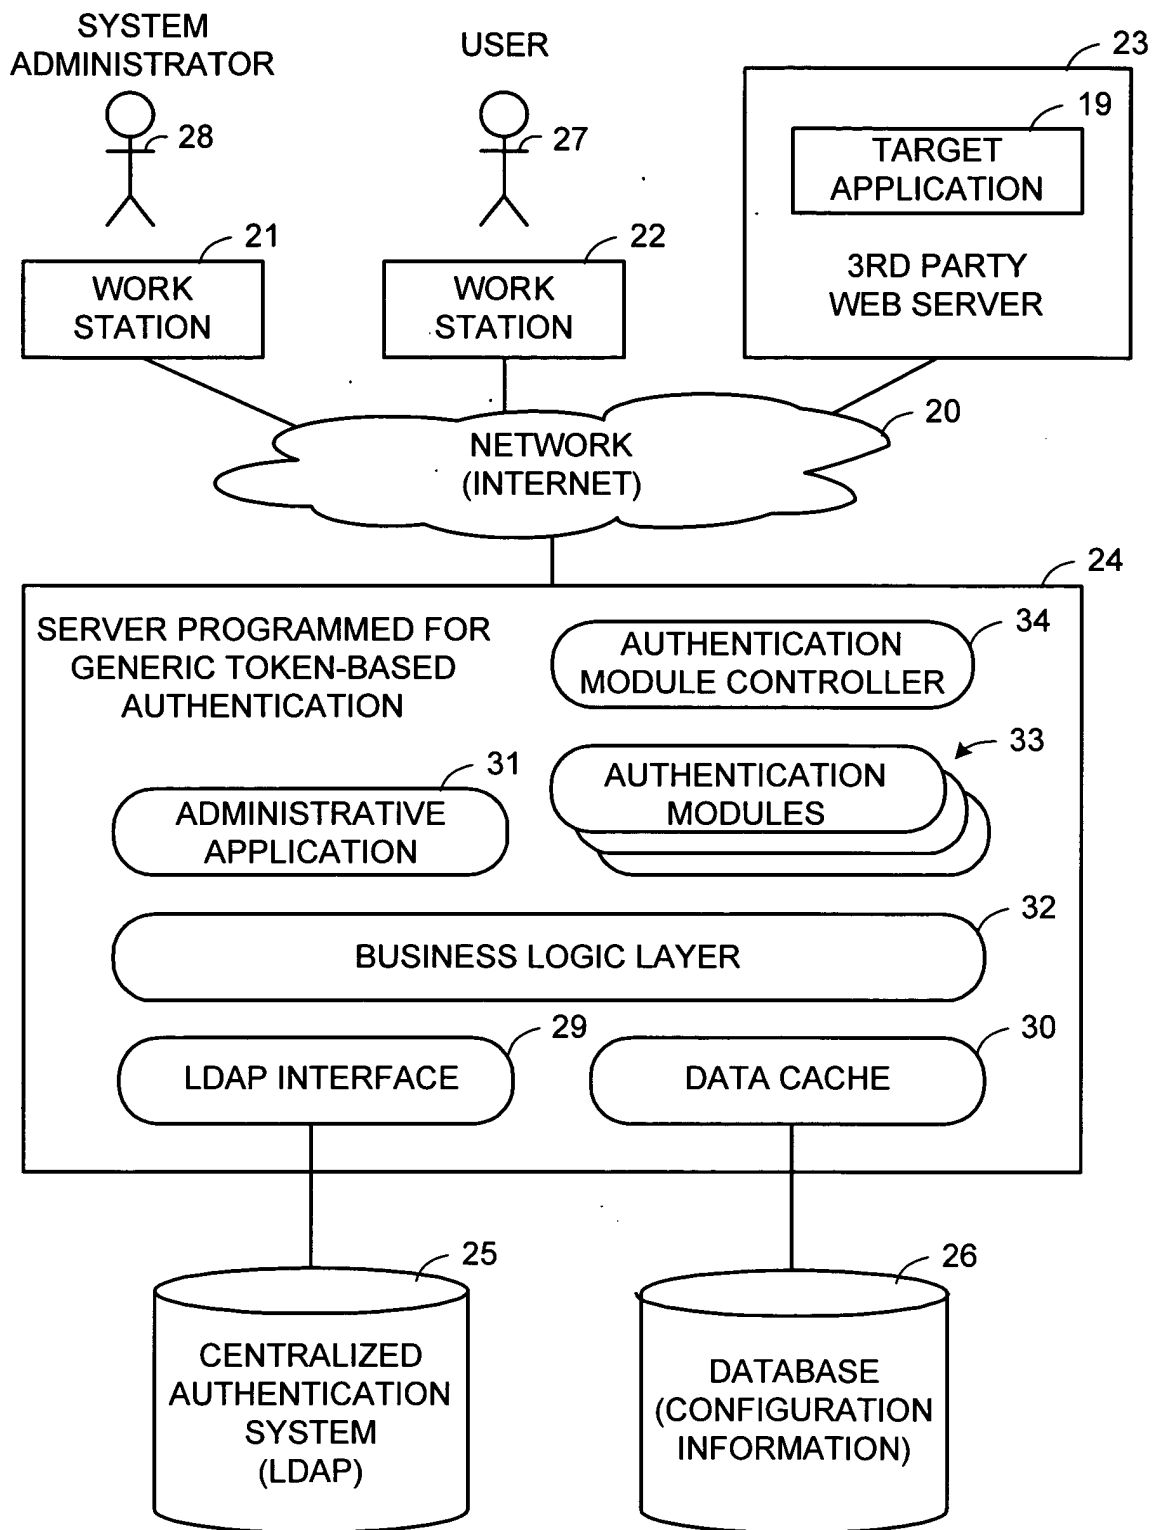 SYSTEM
ADMINISTRATOR
USER
23
28
27
19
TARGET
APPLICATION
21
22
3RD PARTY
WEB SERVER
WORK
STATION
WORK
STATION
20
NETWORK
(INTERNET)
24
SERVER PROGRAMMED FOR
GENERIC TOKEN-BASED
AUTHENTICATION
34
AUTHENTICATION
MODULE CONTROLLER
33
AUTHENTICATION
MODULES
31
ADMINISTRATIVE
APPLICATION
32
BUSINESS LOGIC LAYER
29
LDAP INTERFACE
30
DATA CACHE
25
CENTRALIZED
AUTHENTICATION
SYSTEM
(LDAP)
26
DATABASE
(CONFIGURATION
INFORMATION)